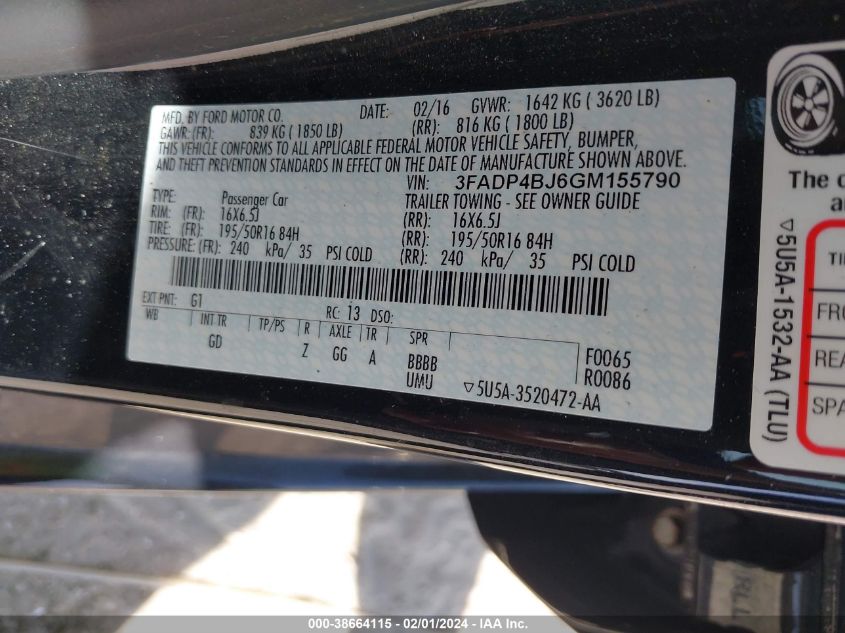 MFD. BY FORD MOTOR CO.
DATE: 02/16 GVWR: 1642 KG ( 3620 LB)
GAWR: (FR): 839 KG ( 1850 LB) (RR): 816 KG ( 1800 LB)
THIS VEHICLE CONFORMS TO ALL APPLICABLE FEDERAL MOTOR VEHICLE SAFETY, BUMPER,
AND THEFT PREVENTION STANDARDS IN EFFECT ON THE DATE OF MANUFACTURE SHOWN ABOVE.
VIN: 3FADP4BJ6GM155790
TYPE: Passenger Car TRAILER TOWING - SEE OWNER GUIDE
RIM: (FR): 16X6.5J (RR): 16X6.5J
TIRE: (FR): 195/50R16 84H (RR): 195/50R16 84H
PRESSURE: (FR): 240 kPa/ 35 PSI COLD (RR): 240 kPa/ 35 PSI COLD
EXT PNT: G1 RC: 13 DSO:
WB INT TR TP/PS R AXLE TR SPR
GD Z GG A BBBB
UMU
F0065
R0086
▽5U5A-3520472-AA
The
a
TI
FRO
REA
SPA
▽5U5A-1532-AA (TLU)
RLL
000-38664115 - 02/01/2024 - IAA Inc.